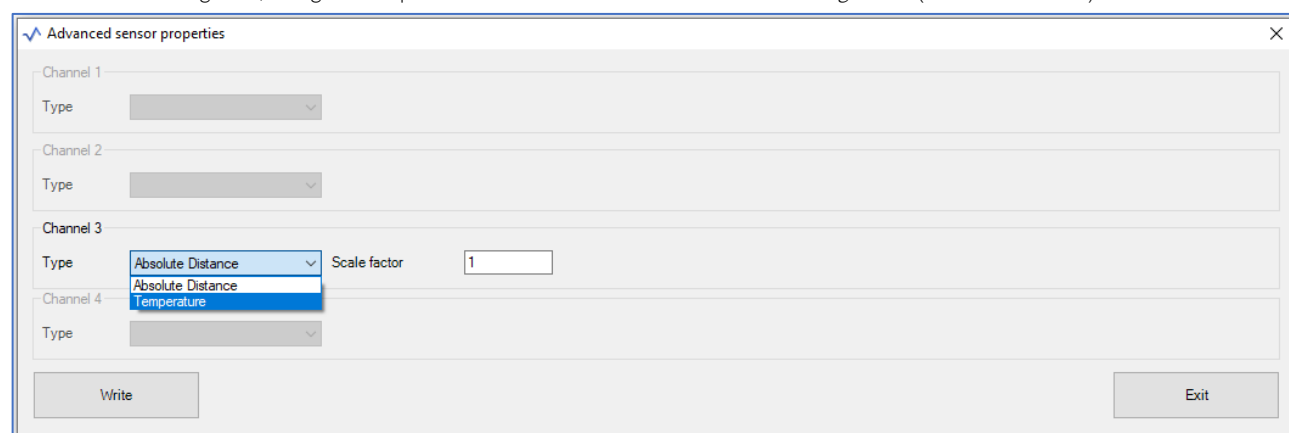 Advanced sensor properties
Channel 1
Type
Channel 2
Type
Channel 3
Type Absolute Distance Scale factor 1
Absolute Distance
Channel 4 Temperature
Type
Write Exit